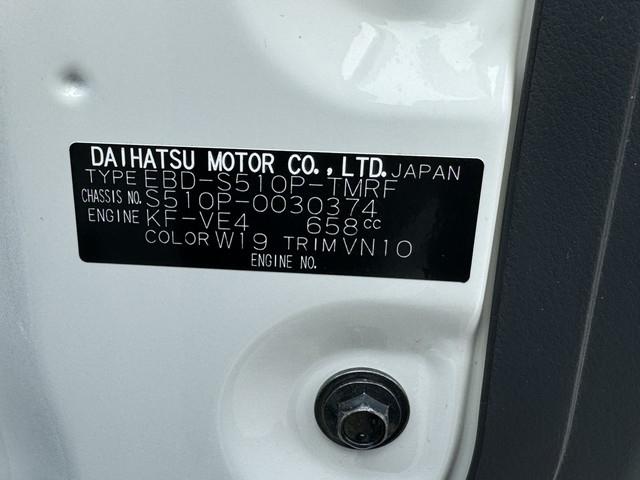 DAIHATSU MOTOR CO.,LTD. JAPAN
TYPE EBD-S510P-TMRF
CHASSIS NO. S510P-0030374
ENGINE KF-VE4 658cc
COLOR W19 TRIM VN10
ENGINE NO.